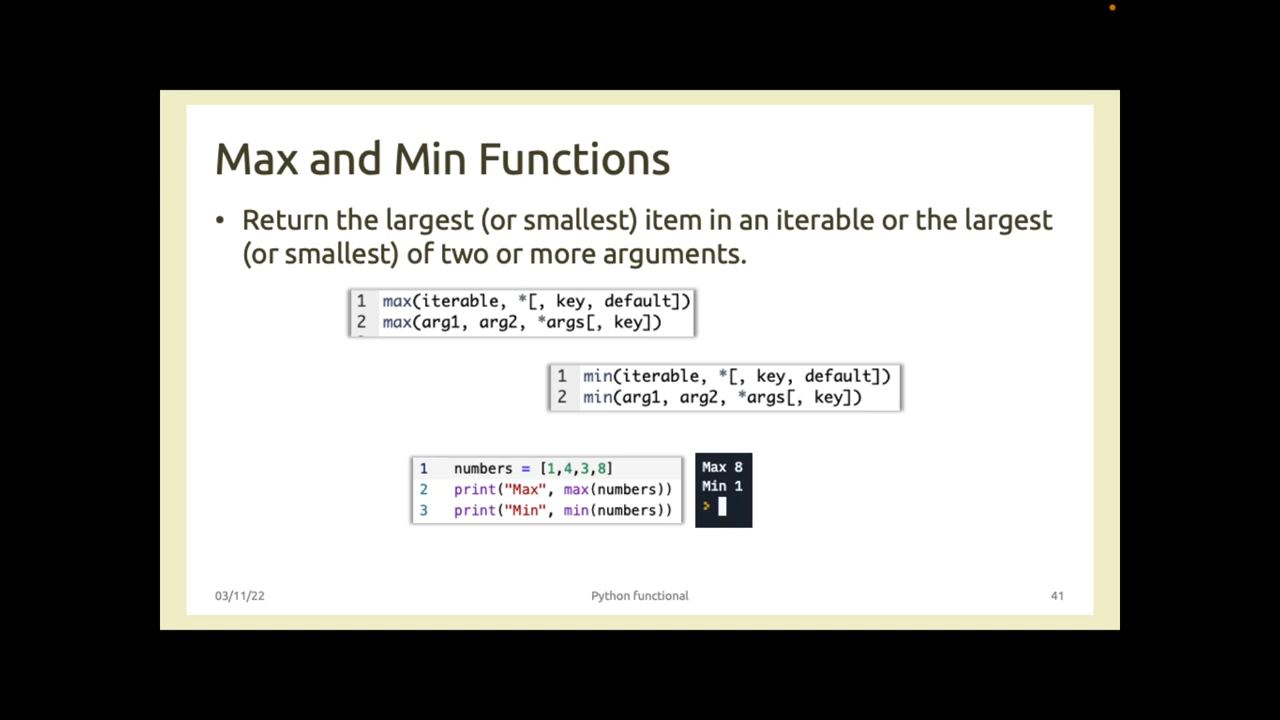 Max and Min Functions
• Return the largest (or smallest) item in an iterable or the largest
(or smallest) of two or more arguments.
1 max(iterable, *[, key, default])
2 max(arg1, arg2, *args[, key])
1 min(iterable, *[, key, default])
2 min(arg1, arg2, *args[, key])
1 numbers = [1,4,3,8]
2 print("Max", max(numbers))
3 print("Min", min(numbers))
Max 8
Min 1
>
03/11/22
Python functional
41